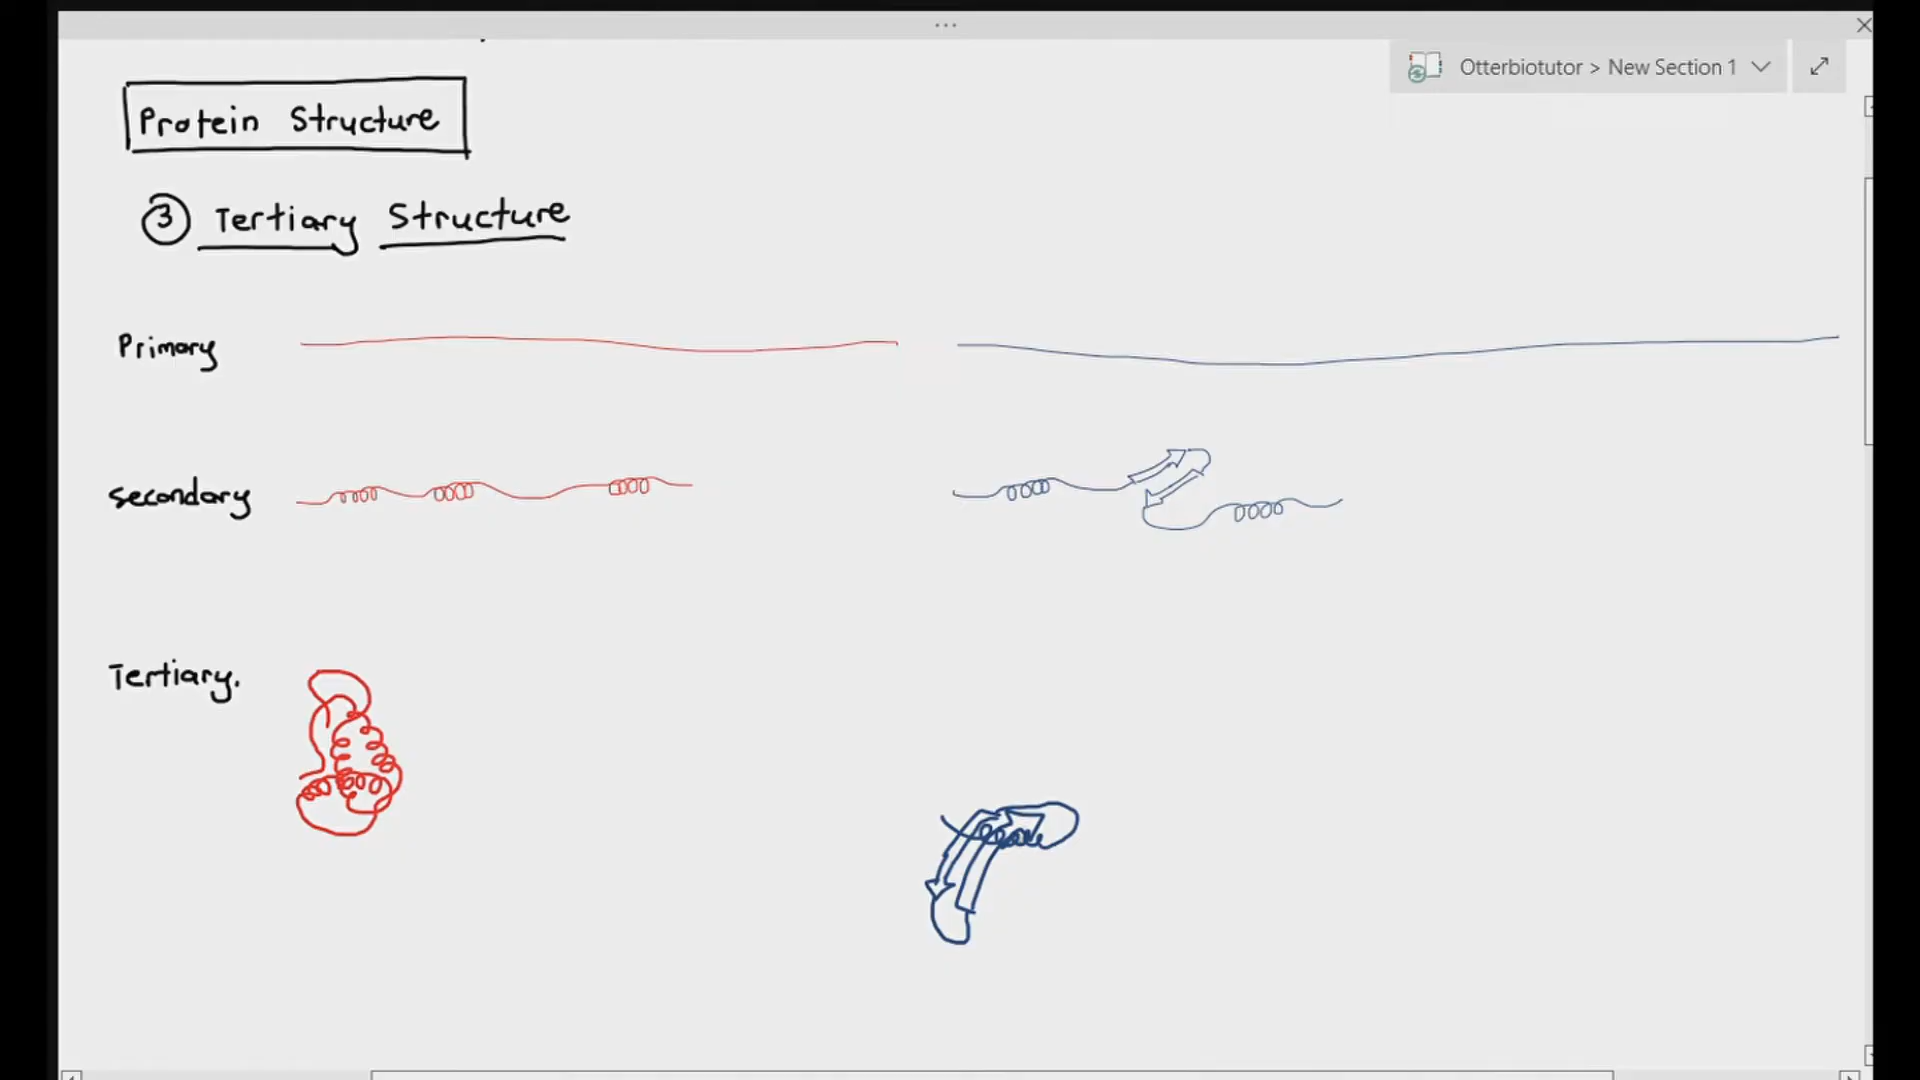 Otterbiotutor > New Section 1
Protein Structure
③ Tertiary Structure
Primary
Secondary
Tertiary.